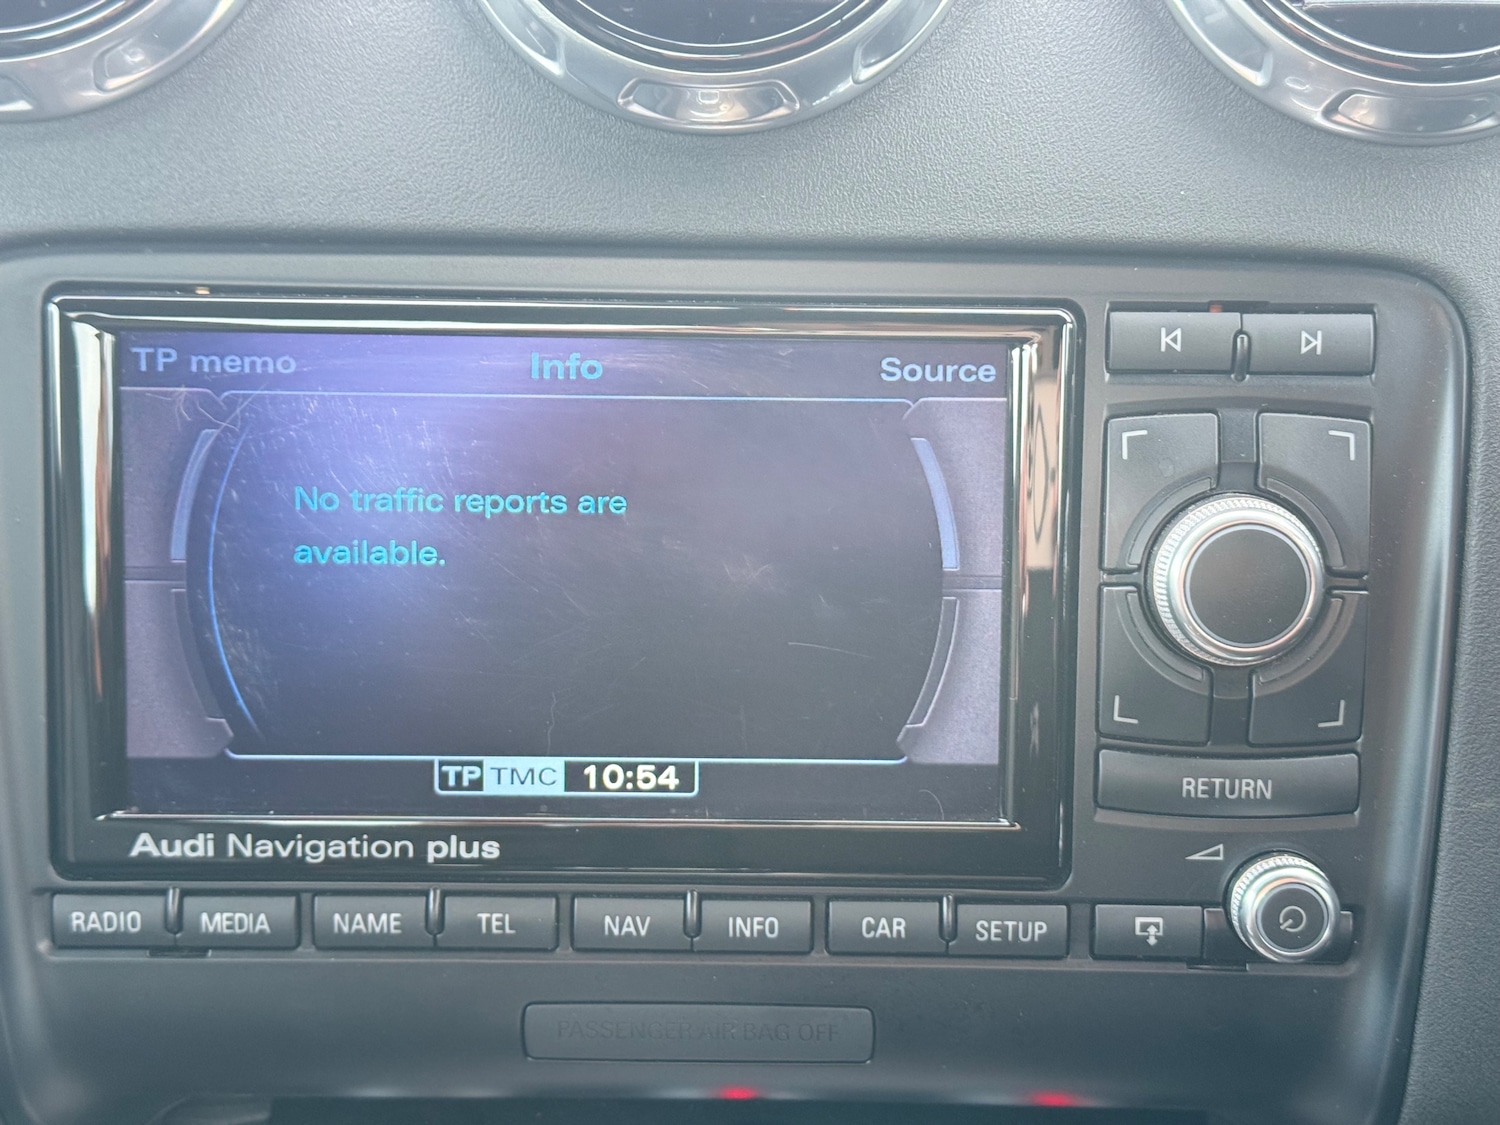 TP memo
Info
Source
No traffic reports are
available.
TP TMC 10:54
Audi Navigation plus
RETURN
RADIO
MEDIA
NAME
TEL
NAV
INFO
CAR
SETUP
PASSENGER AIR BAG OFF